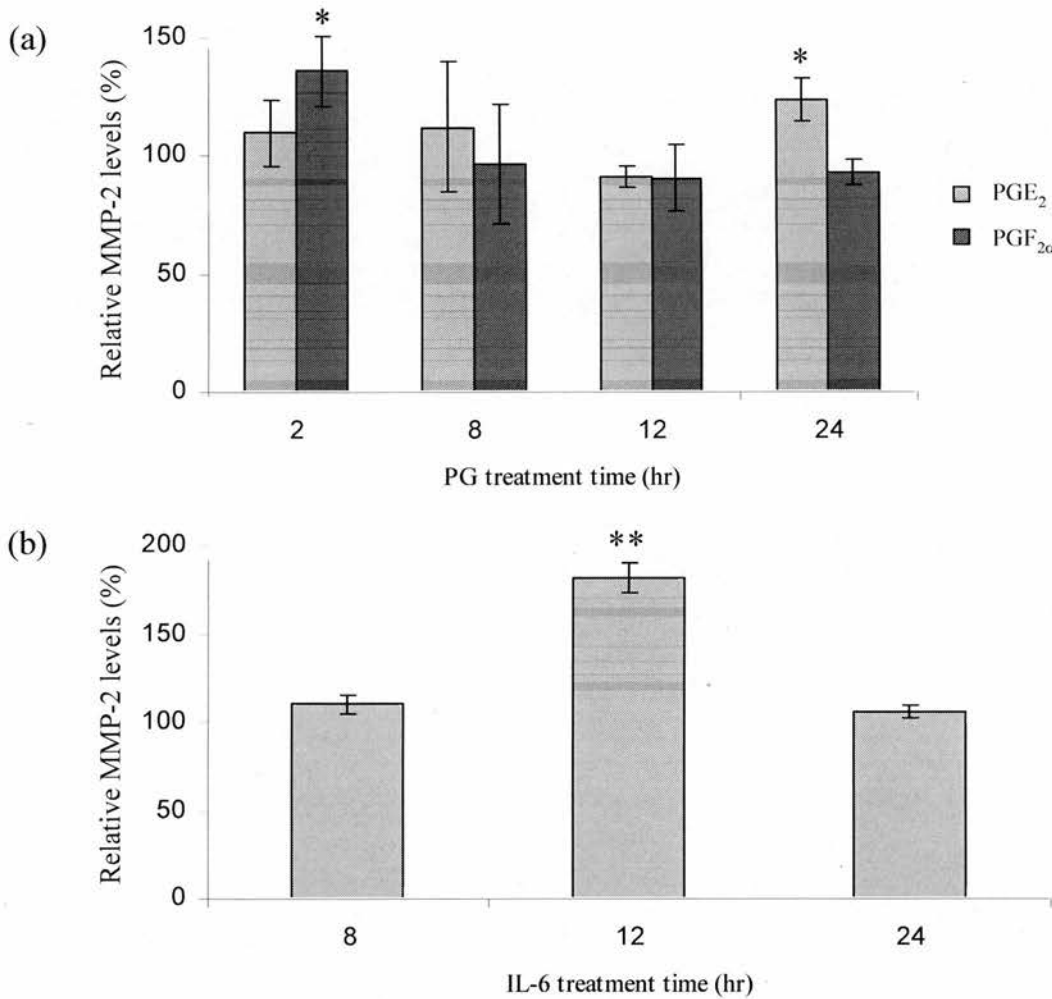 (a)
Relative MMP-2 levels (%)
150
100
50
0
*
*
2 8 12 24
PG treatment time (hr)
PGE₂
PGF₂α
(b)
Relative MMP-2 levels (%)
200
150
100
50
0
**
8 12 24
IL-6 treatment time (hr)